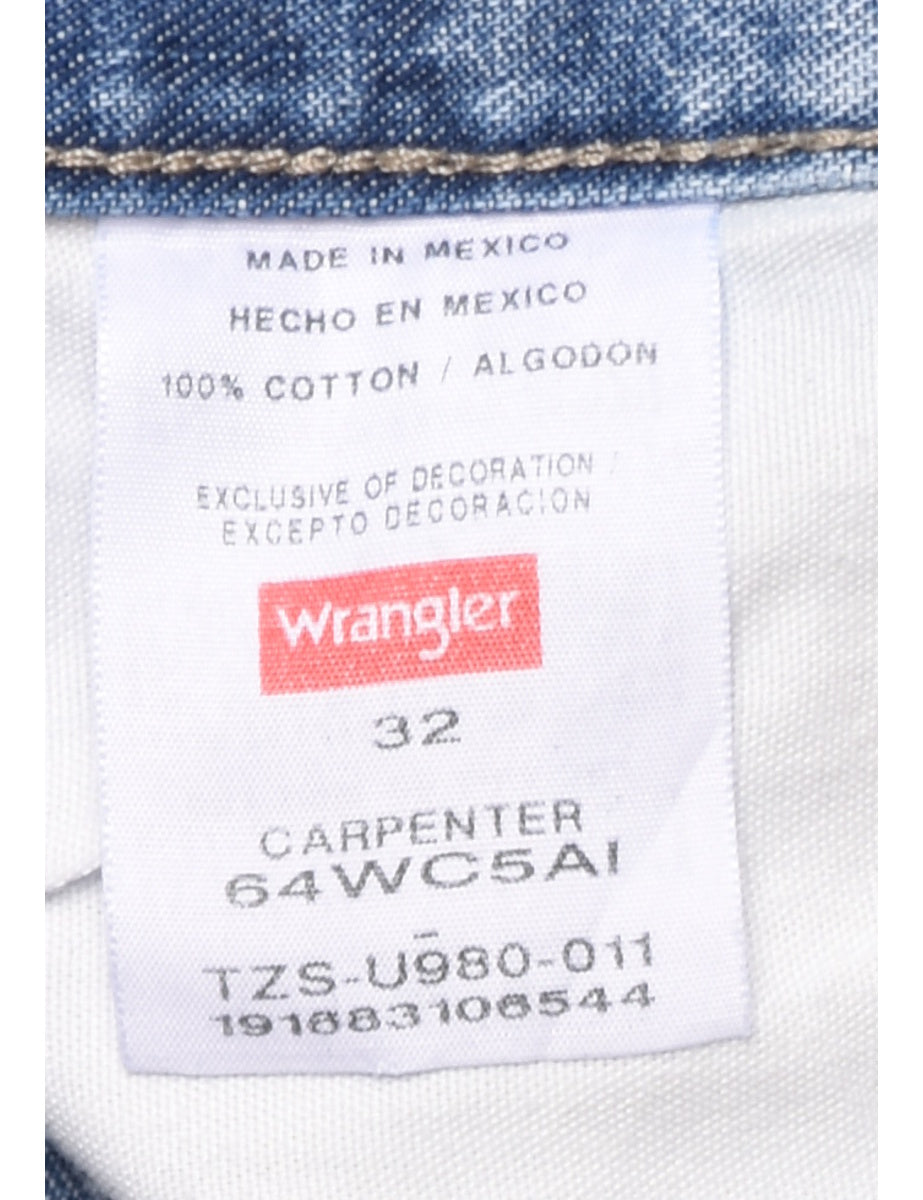 MADE IN MEXICO
HECHO EN MEXICO
100% COTTON / ALGODON
EXCLUSIVE OF DECORATION /
EXCEPTO DECORACION
Wrangler
32
CARPENTER
64WC5AI
TZS-U980-011